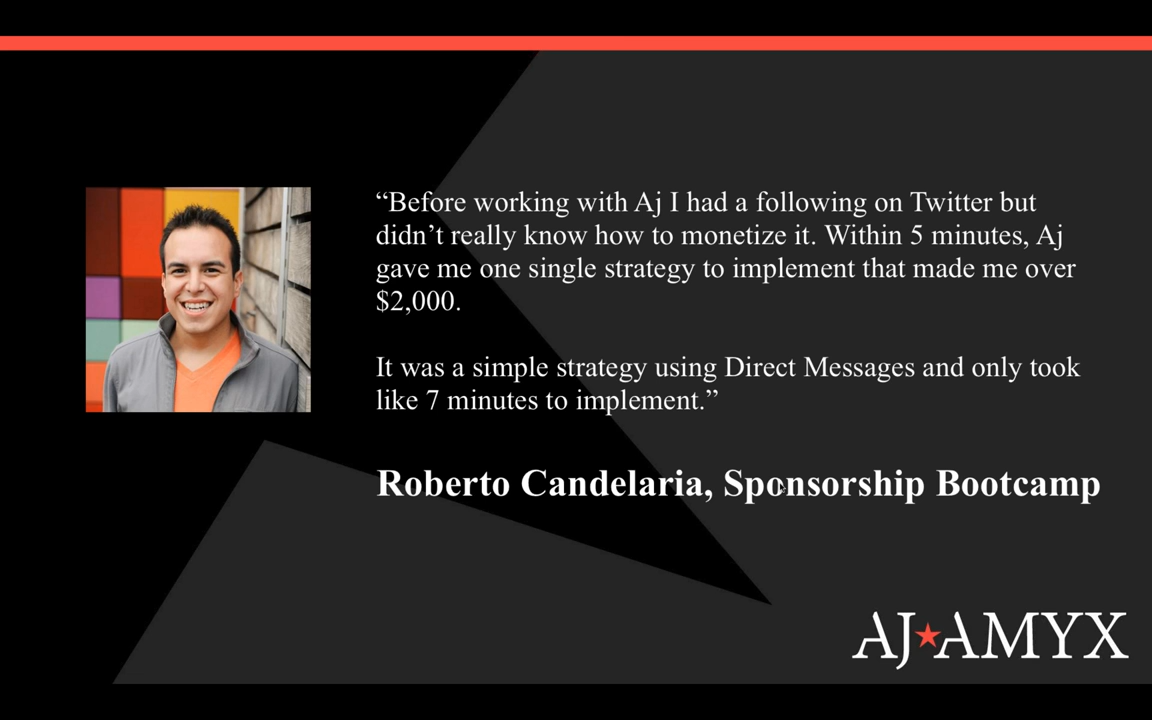 “Before working with Aj I had a following on Twitter but
didn’t really know how to monetize it. Within 5 minutes, Aj
gave me one single strategy to implement that made me over
$2,000.
It was a simple strategy using Direct Messages and only took
like 7 minutes to implement.”
Roberto Candelaria, Sponsorship Bootcamp
AJ★AMYX